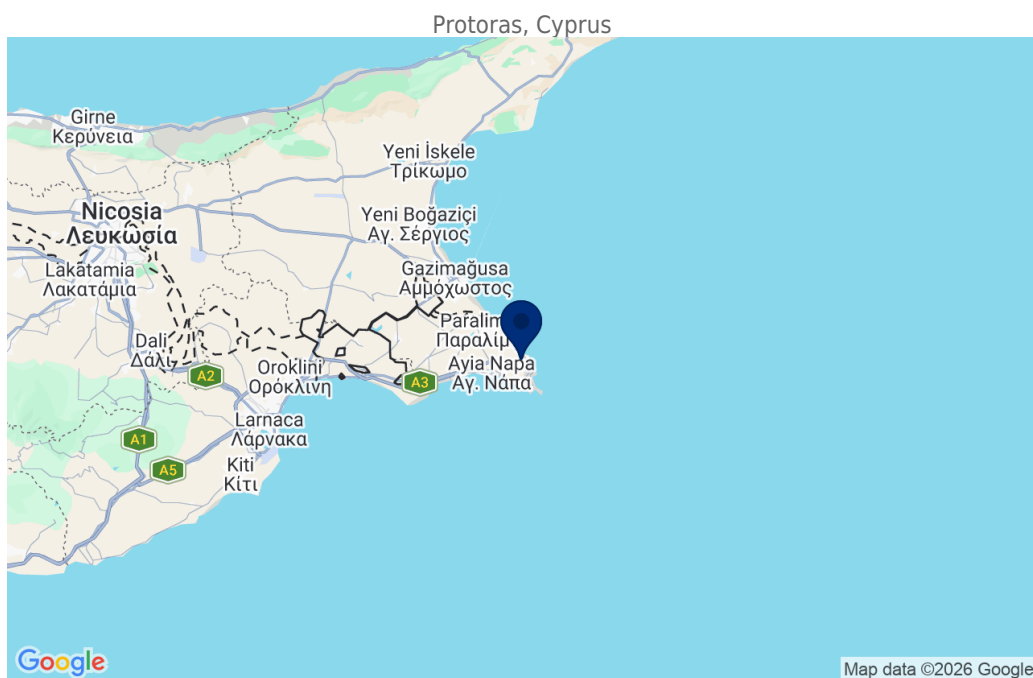 Protoras, Cyprus
Girne
Κερύνεια
Yeni İskele
Τρίκωμο
Nicosia
Λευκωσία
Yeni Boğaziçi
Αγ. Σέργιος
Lakatamia
Λακατάμια
Gazimağusa
Αμμόχωστος
Paralim
Παραλίμ
Dali
Δάλι
Oroklini
Ορόκλινη
Ayia Napa
Αγ. Νάπα
A2
A3
Larnaca
Λάρνακα
A1
A5
Kiti
Κίτι
Google
Map data ©2026 Google